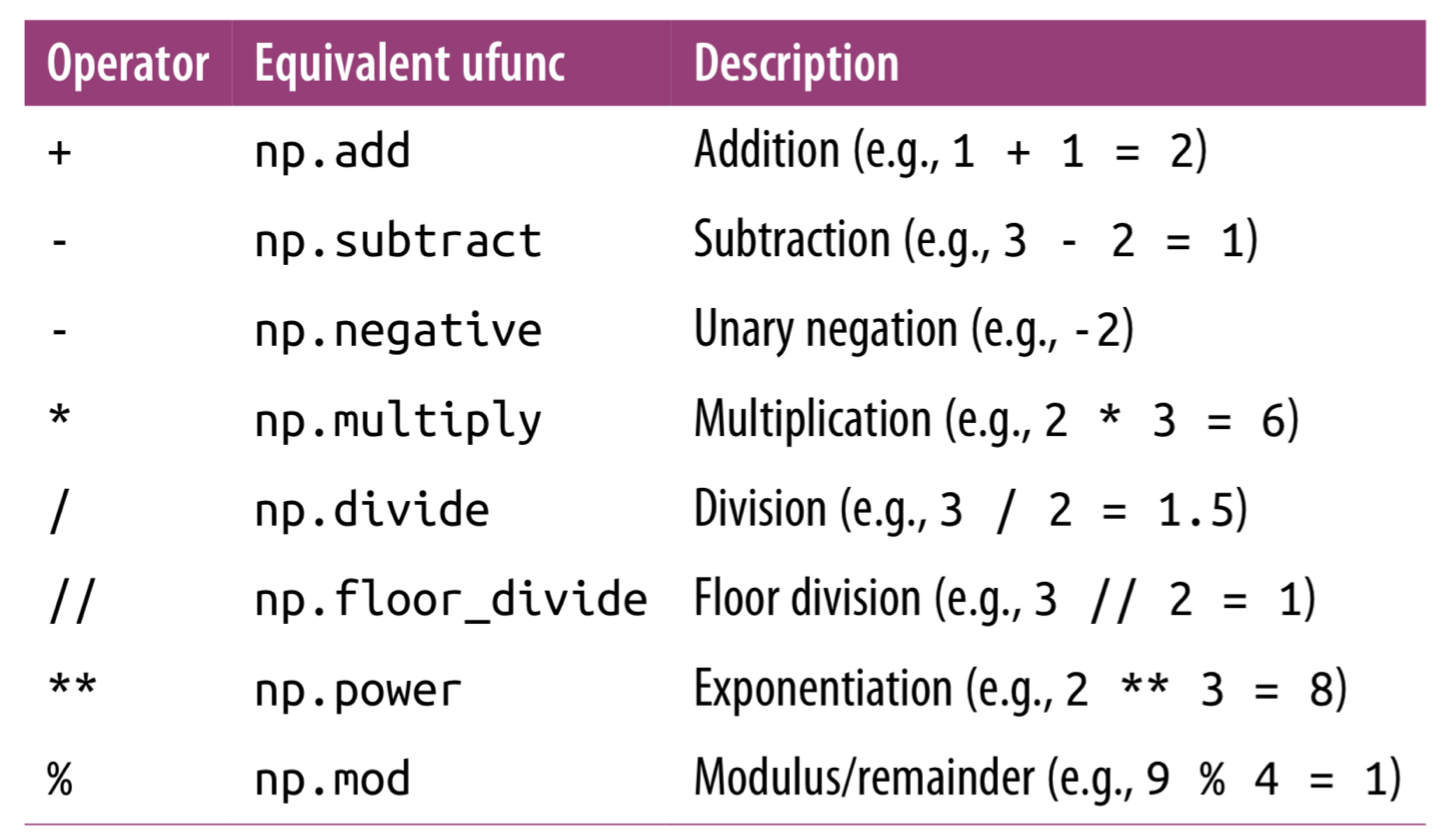 Operator Equivalent ufunc Description
+ np.add Addition (e.g., 1 + 1 = 2)
- np.subtract Subtraction (e.g., 3 - 2 = 1)
- np.negative Unary negation (e.g., -2)
* np.multiply Multiplication (e.g., 2 * 3 = 6)
/ np.divide Division (e.g., 3 / 2 = 1.5)
// np.floor_divide Floor division (e.g., 3 // 2 = 1)
** np.power Exponentiation (e.g., 2 ** 3 = 8)
% np.mod Modulus/remainder (e.g., 9 % 4 = 1)